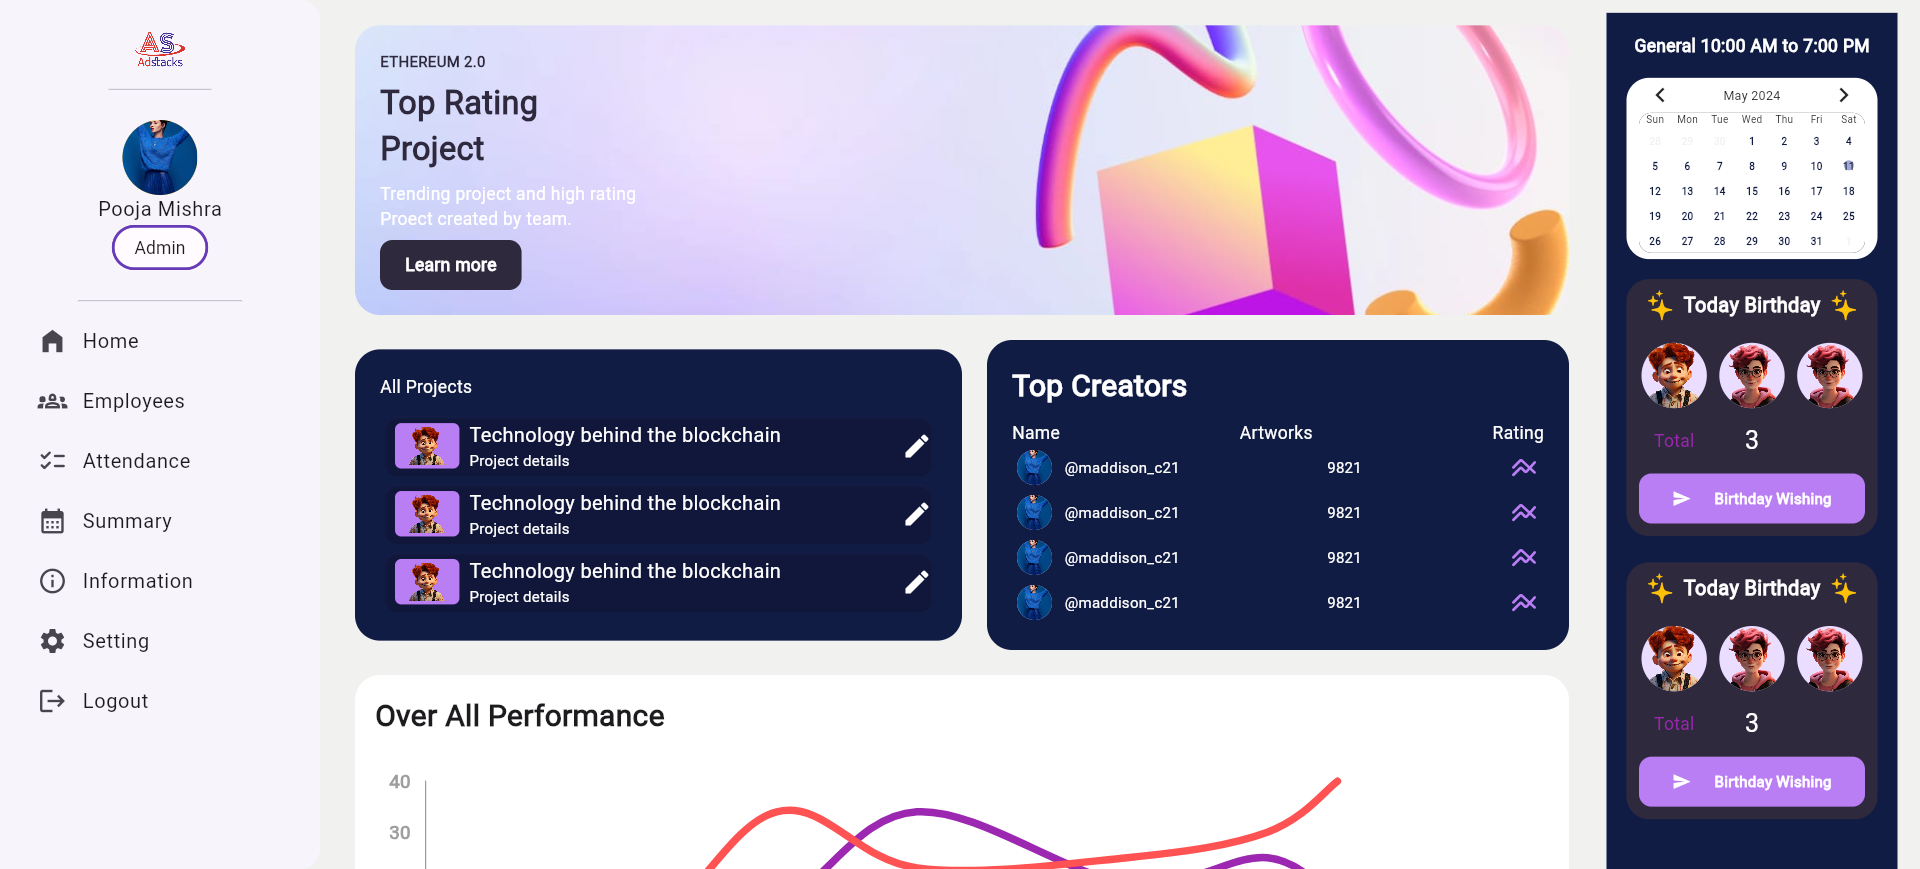 AS
Adstacks
Pooja Mishra
Admin
Home
Employees
Attendance
Summary
Information
Setting
Logout
ETHEREUM 2.0
Top Rating
Project
Trending project and high rating
Proect created by team.
Learn more
All Projects
Technology behind the blockchain
Project details
Technology behind the blockchain
Project details
Technology behind the blockchain
Project details
Top Creators
Name Artworks Rating
@maddison_c21 9821
@maddison_c21 9821
@maddison_c21 9821
@maddison_c21 9821
Over All Performance
40
30
General 10:00 AM to 7:00 PM
May 2024
Sun Mon Tue Wed Thu Fri Sat
28 29 30 1 2 3 4
5 6 7 8 9 10
12 13 14 15 16 17 18
19 20 21 22 23 24 25
26 27 28 29 30 31 1
Today Birthday
Total 3
Birthday Wishing
Today Birthday
Total 3
Birthday Wishing